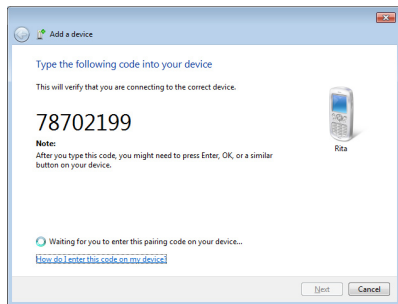 Add a device
Type the following code into your device
This will verify that you are connecting to the correct device.
78702199
Note:
After you type this code, you might need to press Enter, OK, or a similar
button on your device.
Rita
Waiting for you to enter this pairing code on your device...
How do I enter this code on my device?
Next
Cancel